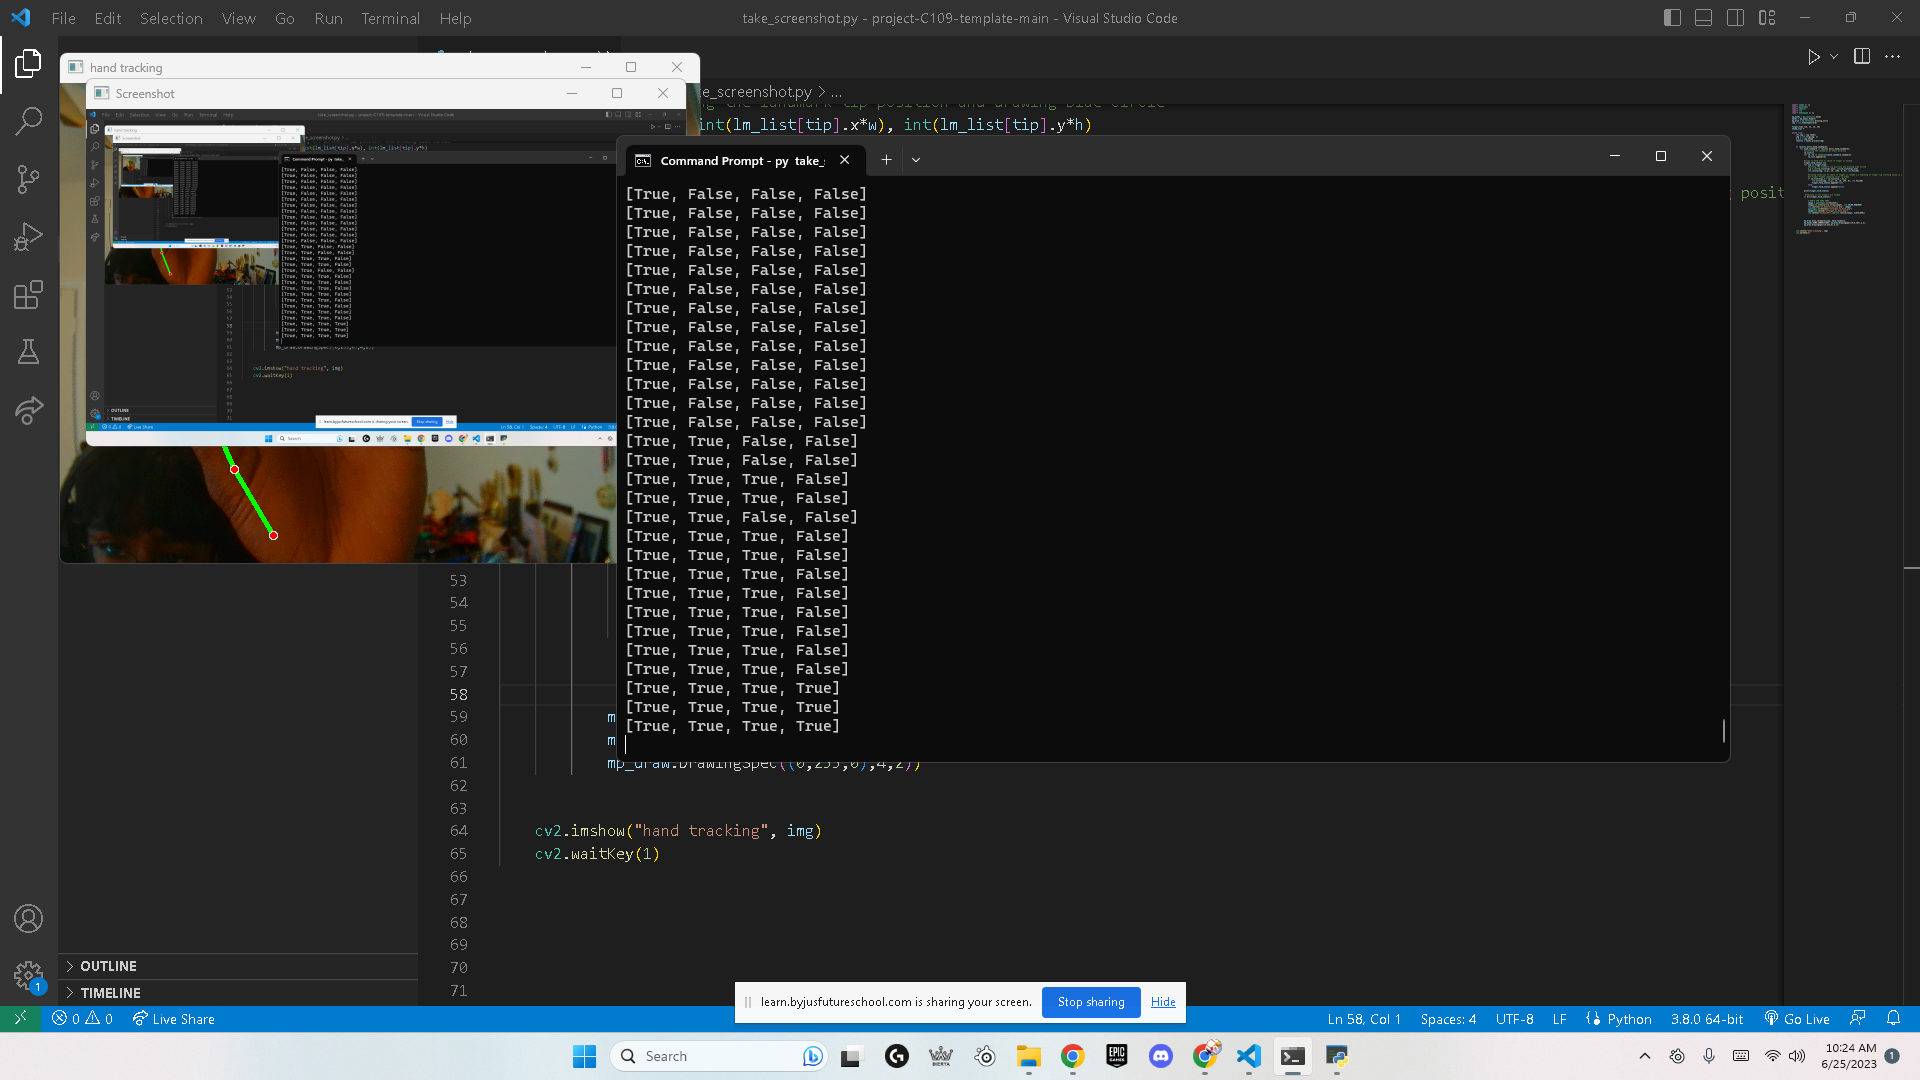 File Edit Selection View Go Run Terminal Help
take_screenshot.py - project-C109-template-main - Visual Studio Code
hand tracking
Screenshot
_screenshot.py > ...
int(lm_list[tip].x*w), int(lm_list[tip].y*h)
Command Prompt - py take_
[True, False, False, False]
[True, False, False, False]
[True, False, False, False]
[True, False, False, False]
[True, False, False, False]
[True, False, False, False]
[True, False, False, False]
[True, False, False, False]
[True, False, False, False]
[True, False, False, False]
[True, False, False, False]
[True, False, False, False]
[True, False, False, False]
[True, True, False, False]
[True, True, False, False]
[True, True, True, False]
[True, True, True, False]
[True, True, False, False]
[True, True, True, False]
[True, True, True, False]
[True, True, True, False]
[True, True, True, False]
[True, True, True, False]
[True, True, True, False]
[True, True, True, False]
[True, True, True, False]
[True, True, True, True]
[True, True, True, True]
[True, True, True, True]
53
54
55
56
57
58
59 m
60 m
61 mp_draw.DrawingSpec((0,255,0),4,2))
62
63
64 cv2.imshow("hand tracking", img)
65 cv2.waitKey(1)
66
67
68
69
70
71
OUTLINE
TIMELINE
1
learn.byjusfutureschool.com is sharing your screen. Stop sharing Hide
0 0 Live Share
Ln 58, Col 1 Spaces: 4 UTF-8 LF Python 3.8.0 64-bit Go Live
Search
EPIC GAMES
10:24 AM
6/25/2023
1